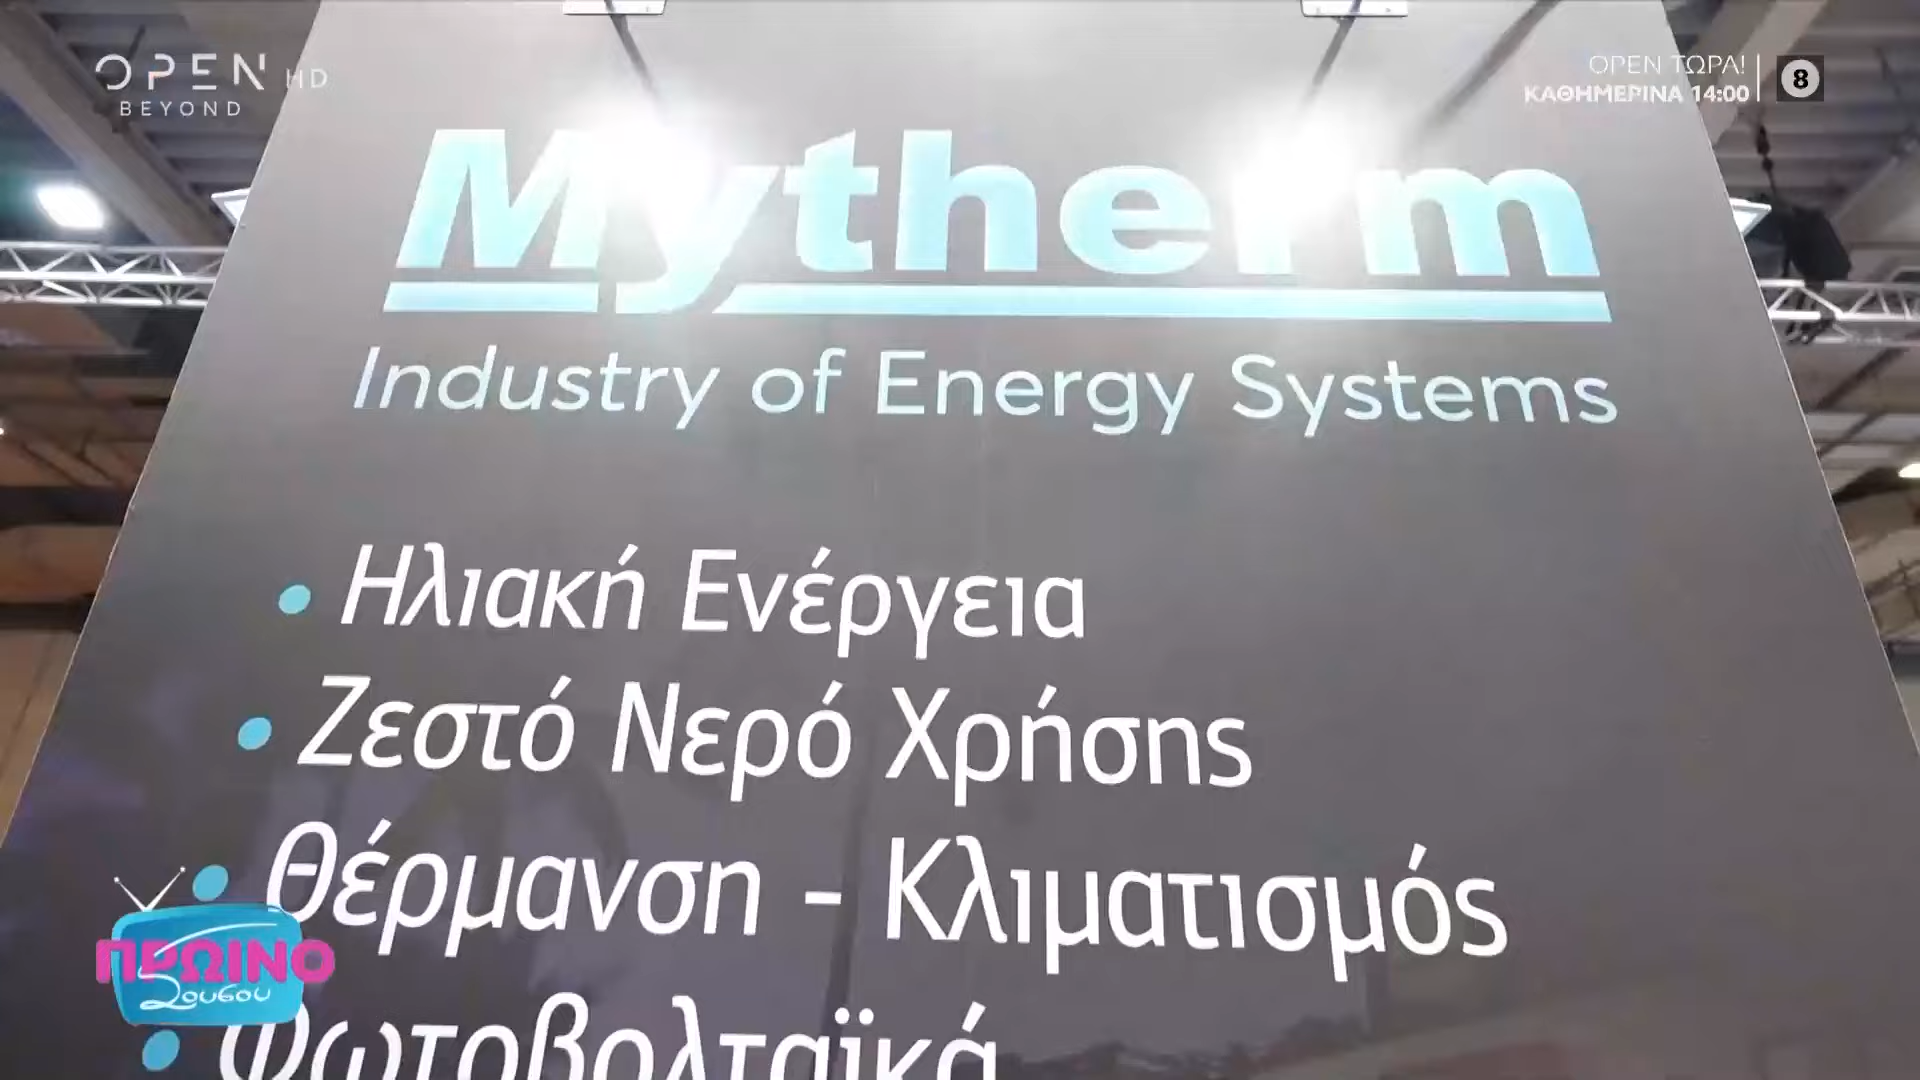 OPEN HD
BEYOND
OPEN ΤΩΡΑ!
ΚΑΘΗΜΕΡΙΝΑ 14:00
8
Mytherm
Industry of Energy Systems
• Ηλιακή Ενέργεια
• Ζεστό Νερό Χρήσης
• Θέρμανση - Κλιματισμός
• Φωτοβολταϊκά
ΠΡΩΙΝΟ
Σουσου